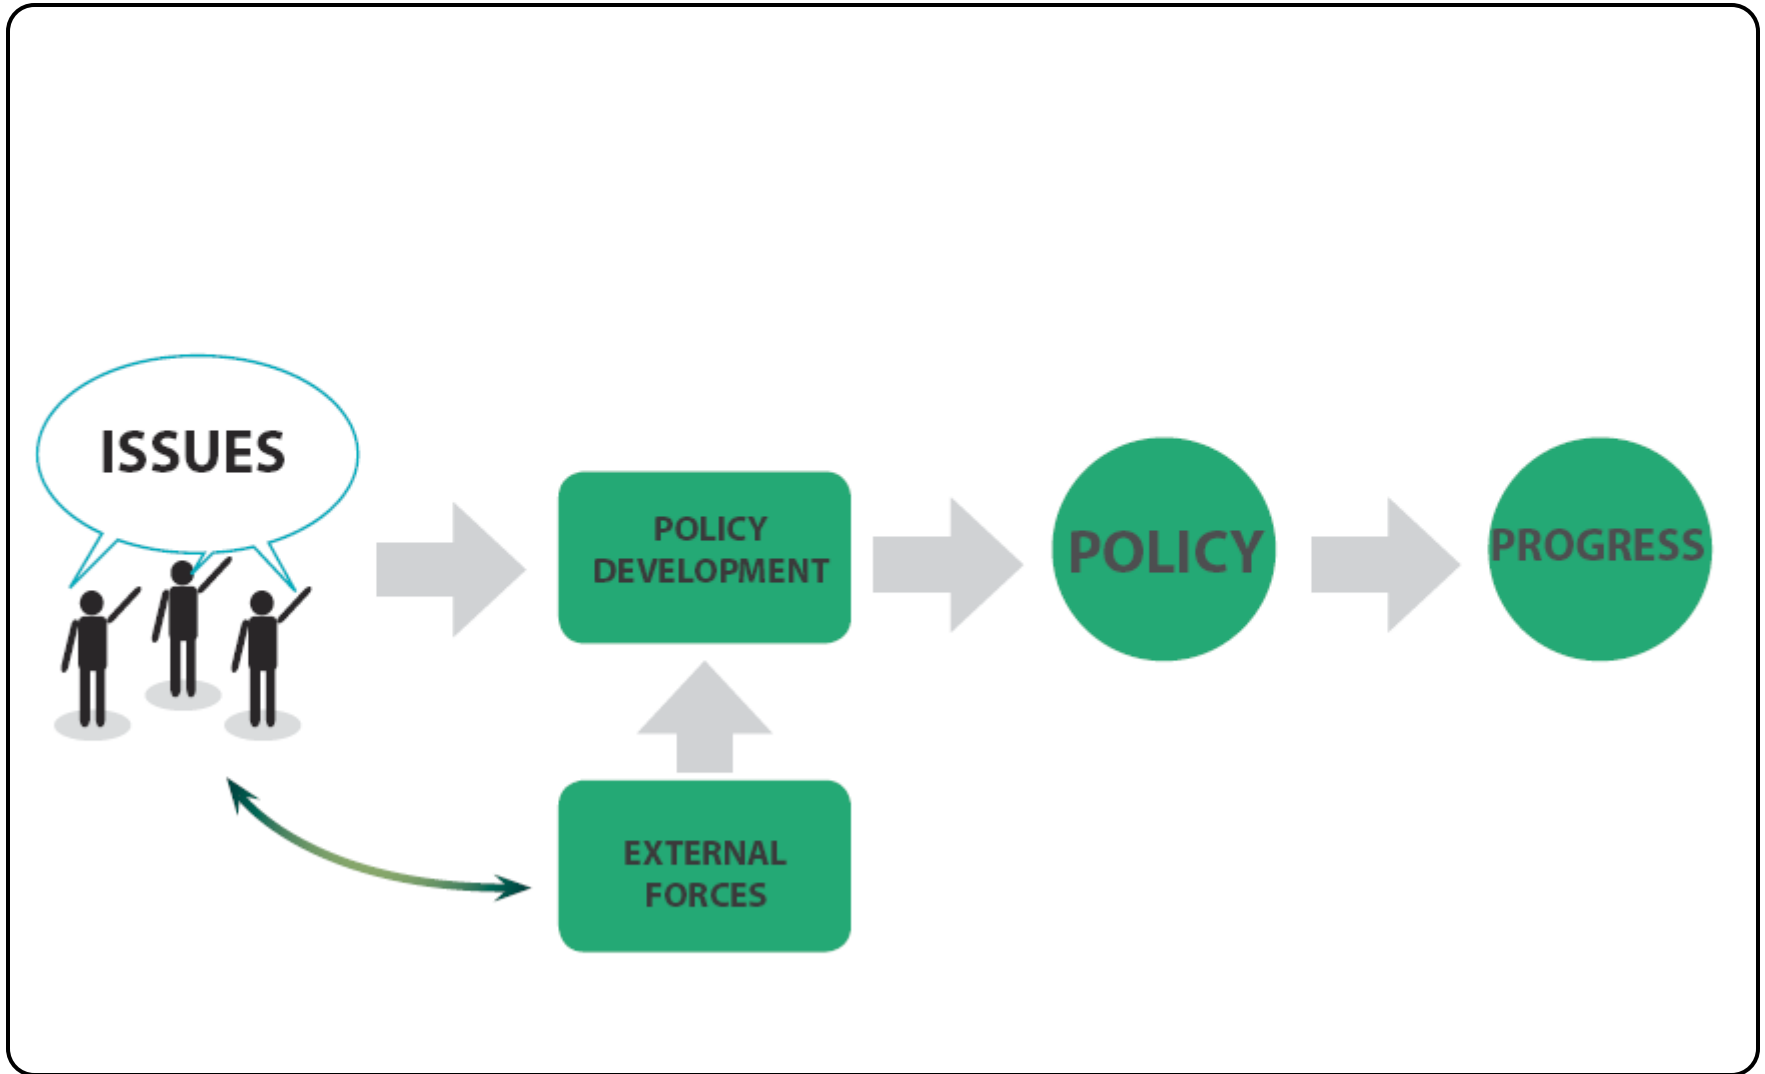 ISSUES
POLICY
DEVELOPMENT
POLICY
PROGRESS
EXTERNAL
FORCES